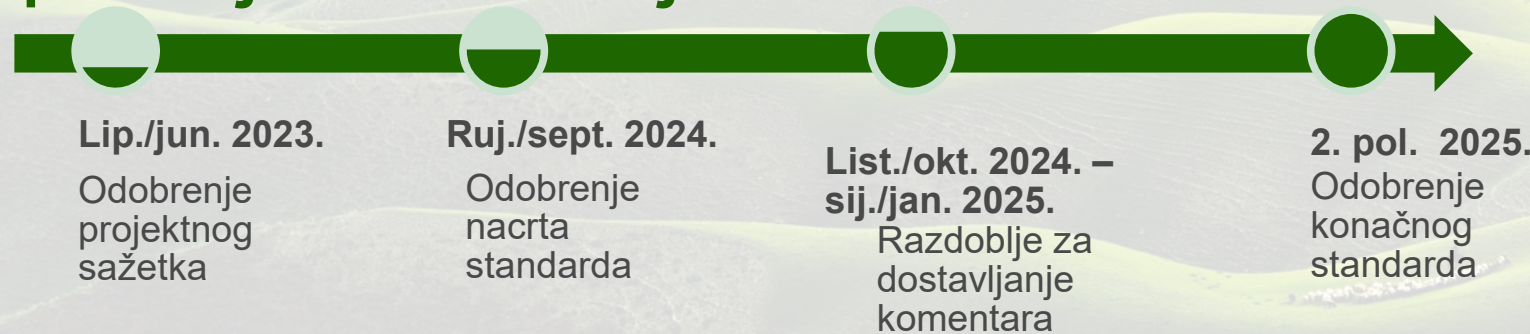 Lip./jun. 2023.
Odobrenje
projektnog
sažetka
Ruj./sept. 2024.
Odobrenje
nacrta
standarda
List./okt. 2024. –
sij./jan. 2025.
Razdoblje za
dostavljanje
komentara
2. pol.  2025.
Odobrenje
konačnog
standarda